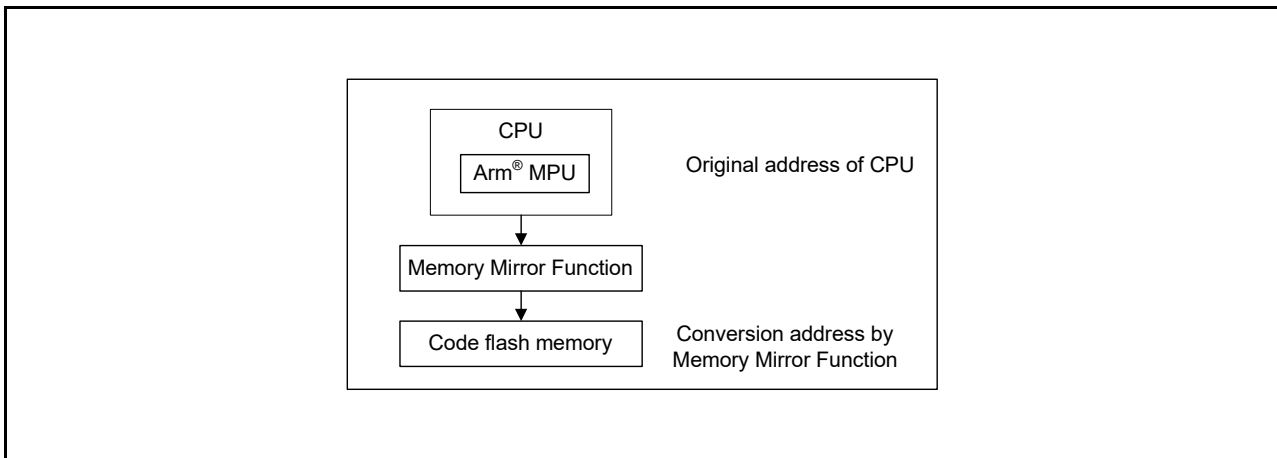 CPU
Arm® MPU
Original address of CPU
Memory Mirror Function
Code flash memory
Conversion address by
Memory Mirror Function